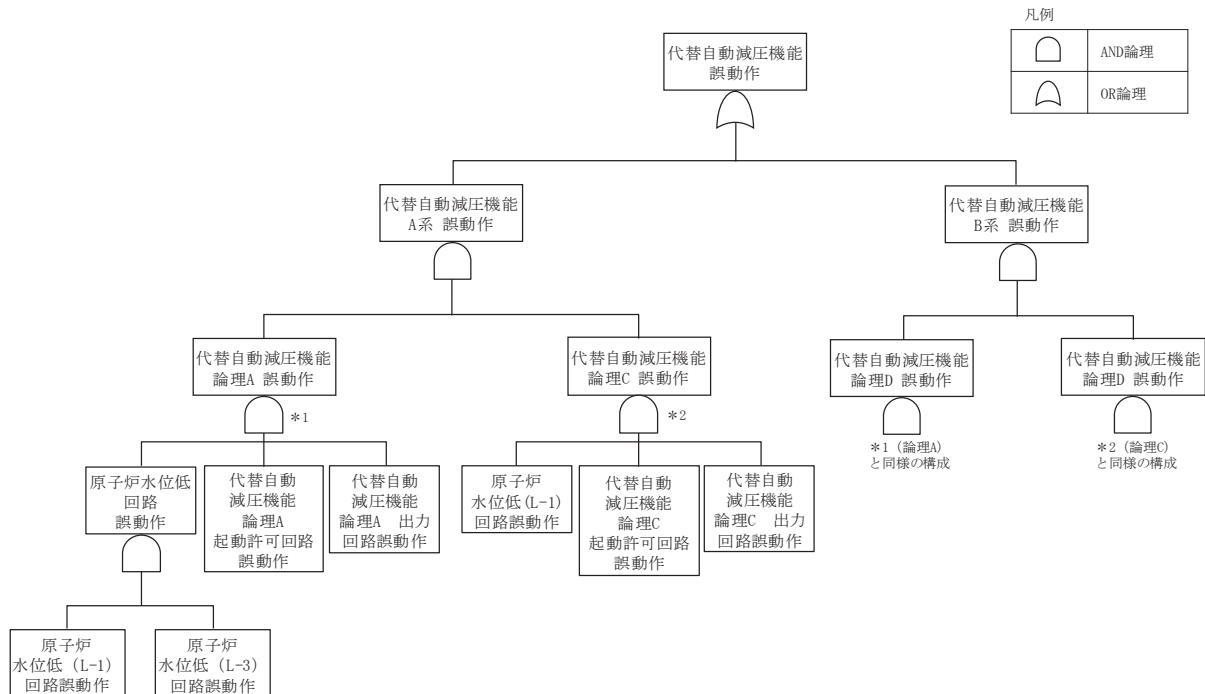 凡例
AND論理
OR論理
代替自動減圧機能
誤動作
代替自動減圧機能
A系 誤動作
代替自動減圧機能
B系 誤動作
代替自動減圧機能
論理A 誤動作
*1
代替自動減圧機能
論理C 誤動作
*2
代替自動減圧機能
論理D 誤動作
*1 (論理A)
と同様の構成
代替自動減圧機能
論理D 誤動作
*2 (論理C)
と同様の構成
原子炉水位低
回路
誤動作
代替自動
減圧機能
論理A
起動許可回路
誤動作
代替自動
減圧機能
論理A 出力
回路誤動作
原子炉
水位低(L-1)
回路誤動作
代替自動
減圧機能
論理C
起動許可回路
誤動作
代替自動
減圧機能
論理C 出力
回路誤動作
原子炉
水位低 (L-1)
回路誤動作
原子炉
水位低 (L-3)
回路誤動作